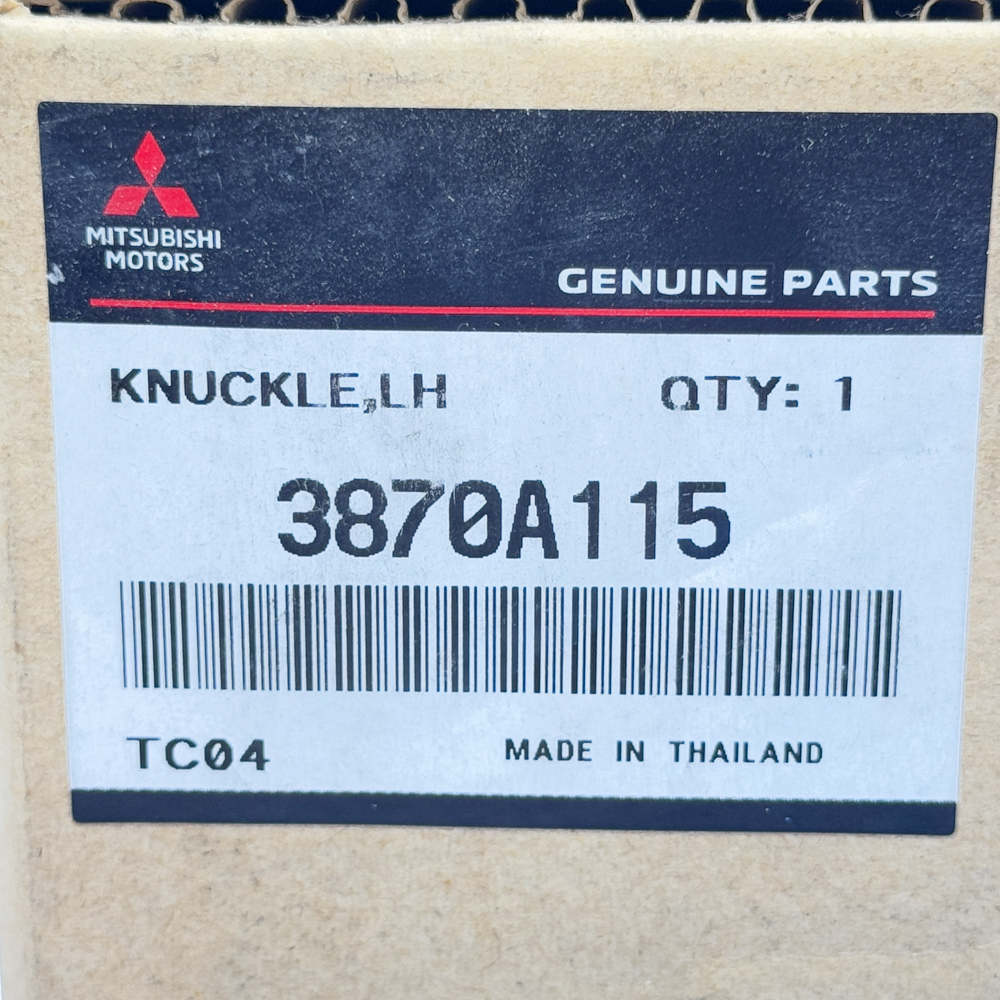 MITSUBISHI
MOTORS
GENUINE PARTS
KNUCKLE,LH QTY: 1
3870A115
TC04 MADE IN THAILAND